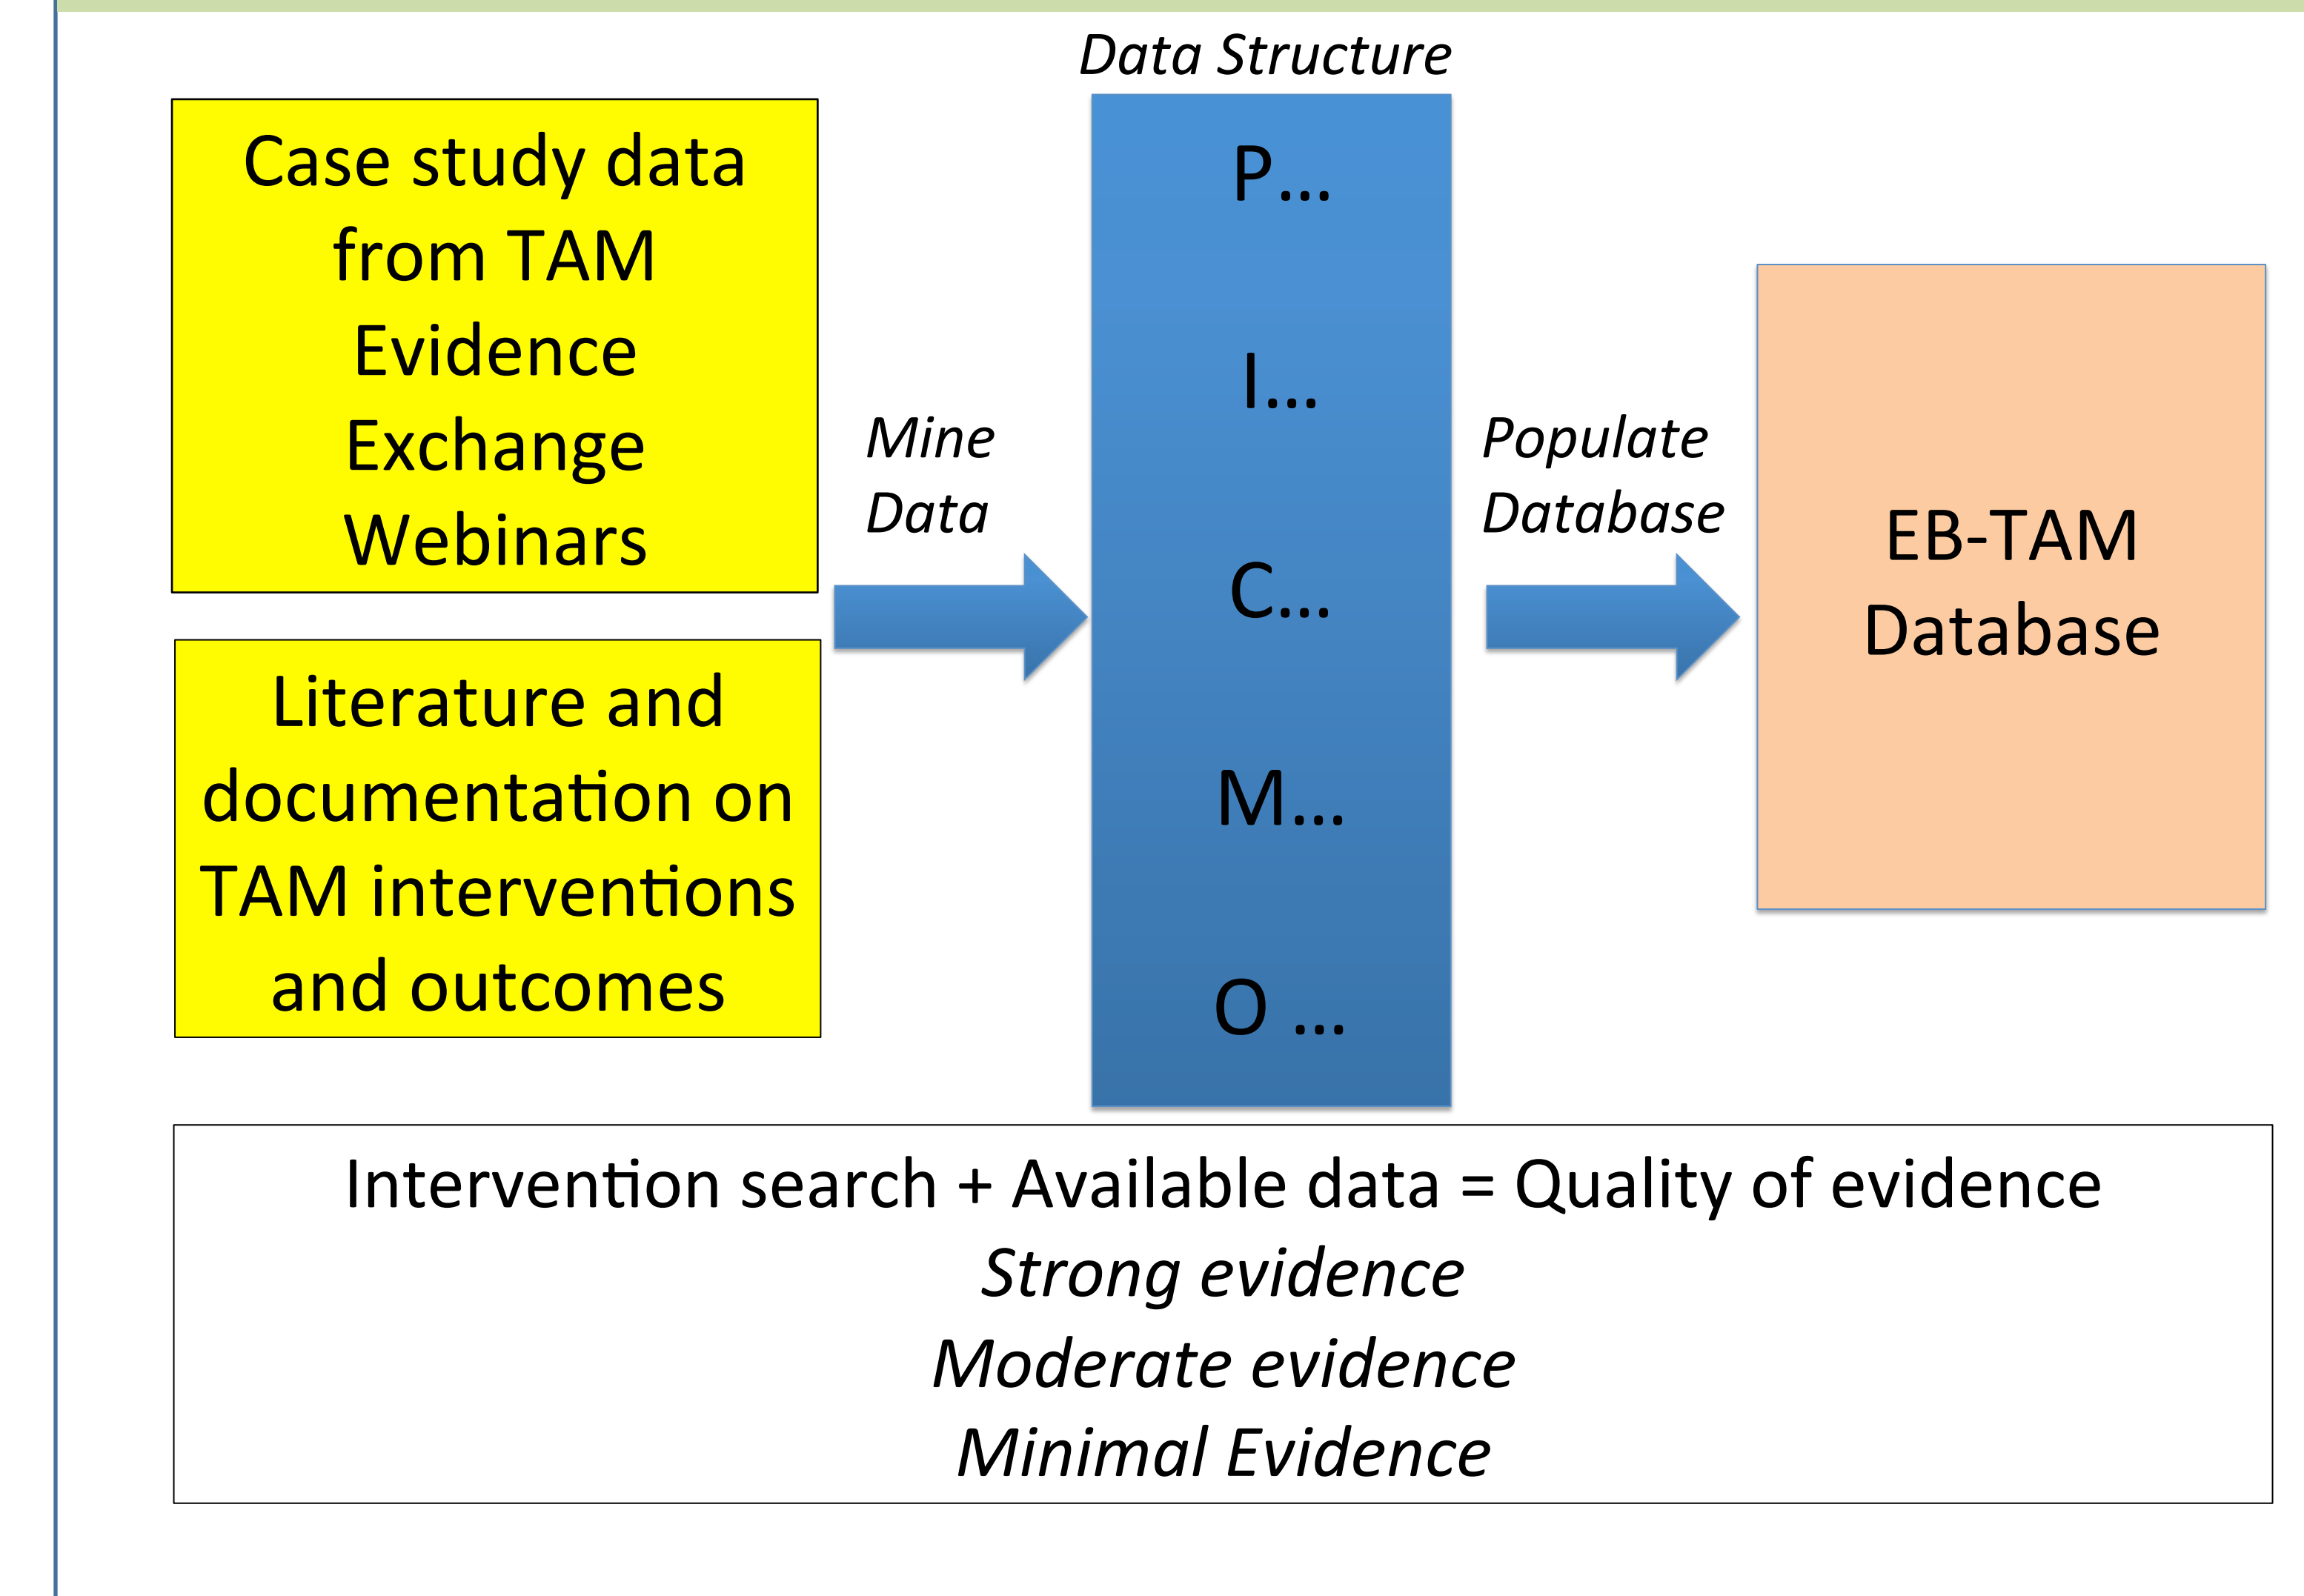 Data Structure
Case study data
from TAM
Evidence
Exchange
Webinars
Literature and
documentation on
TAM interventions
and outcomes
Mine
Data
P...
I...
C...
M...
O ...
Populate
Database
EB-TAM
Database
Intervention search + Available data = Quality of evidence
Strong evidence
Moderate evidence
Minimal Evidence